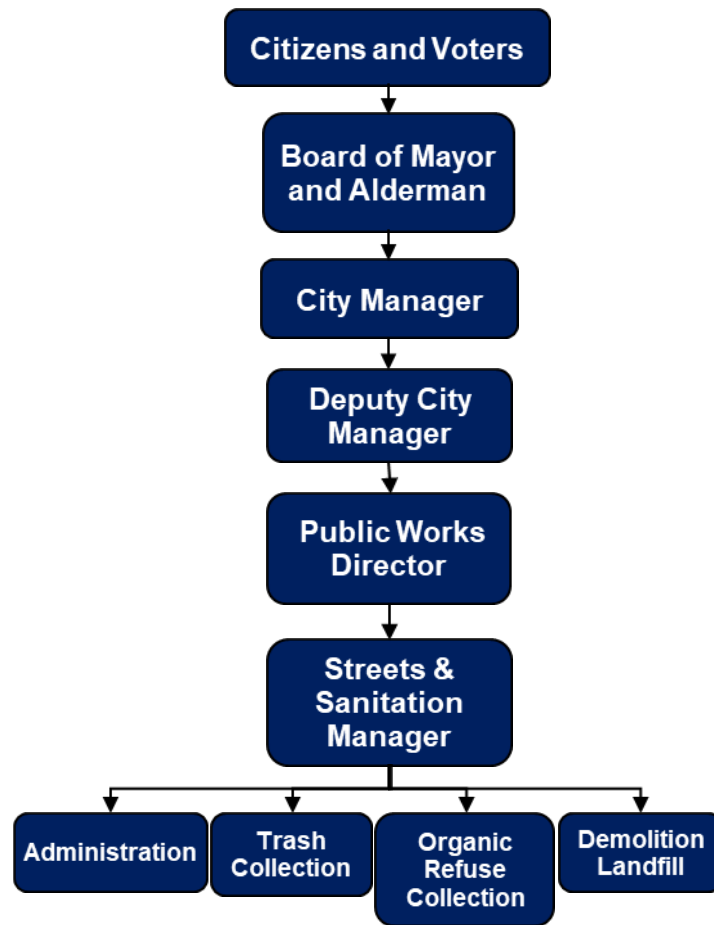 Citizens and Voters
Board of Mayor
and Alderman
City Manager
Deputy City
Manager
Public Works
Director
Streets &
Sanitation
Manager
Administration
Trash
Collection
Organic
Refuse
Collection
Demolition
Landfill